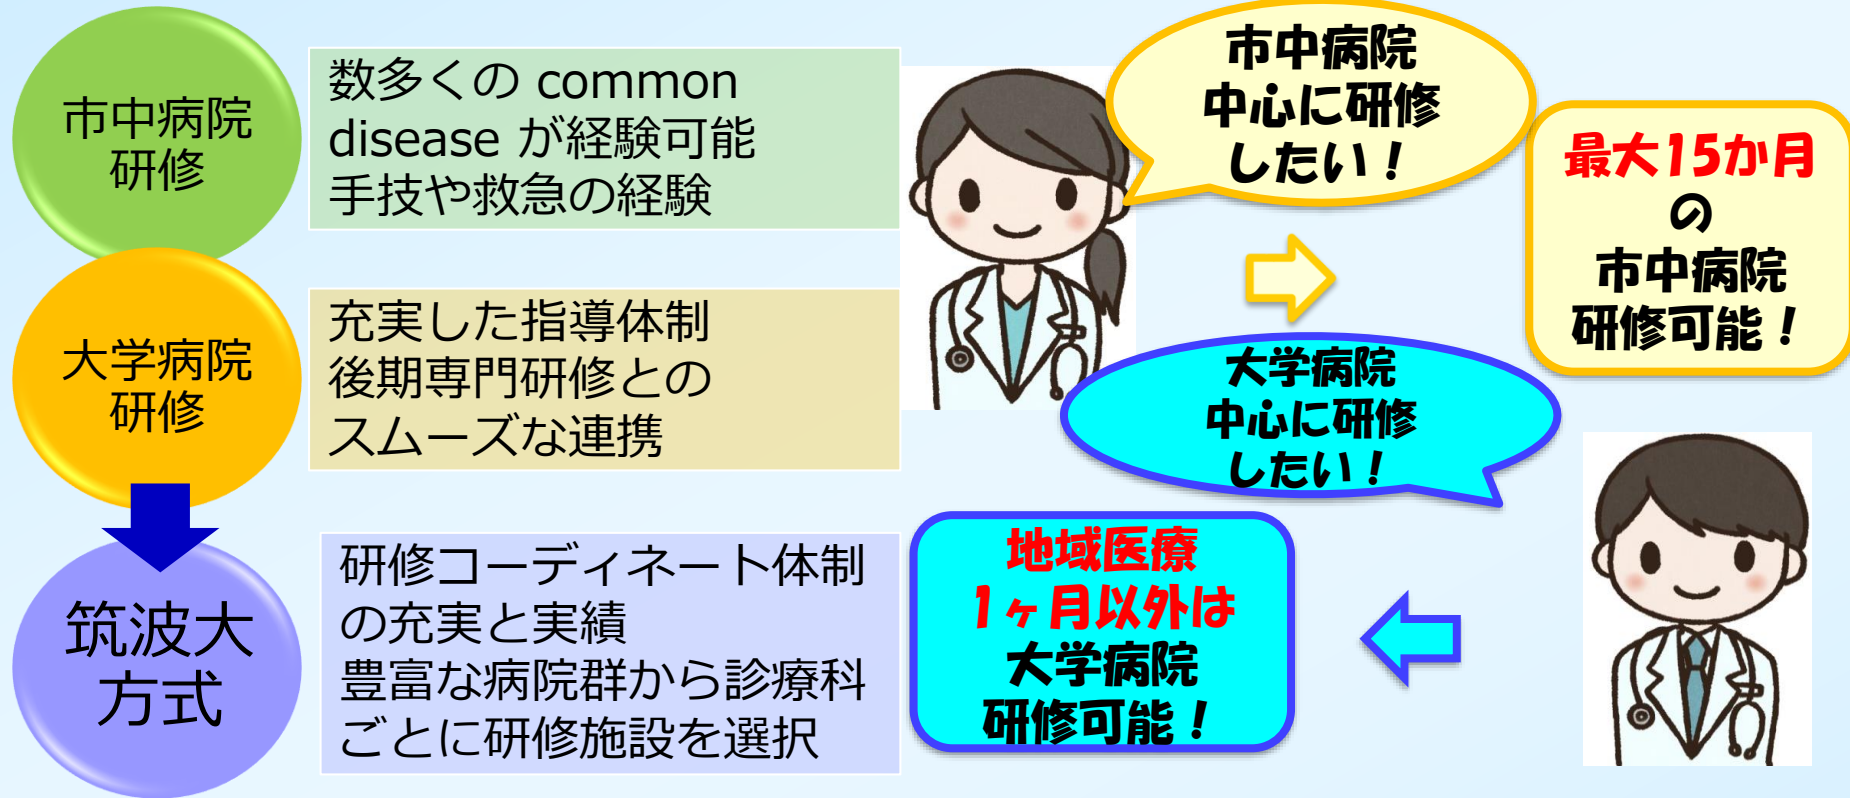 市中病院
研修
数多くの common
disease が経験可能
手技や救急の経験
大学病院
研修
充実した指導体制
後期専門研修との
スムーズな連携
筑波大
方式
研修コーディネート体制
の充実と実績
豊富な病院群から診療科
ごとに研修施設を選択
市中病院
中心に研修
したい！
最大15か月
の
市中病院
研修可能！
大学病院
中心に研修
したい！
地域医療
1ヶ月以外は
大学病院
研修可能！